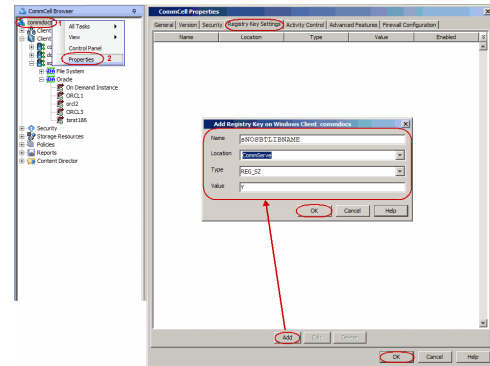 CommCell Browser
commdocs 1
Client
Client
All Tasks
View
Control Panel
Properties 2
File System
Oracle
On Demand Instance
ORCL1
orcl2
ORCL3
test186
Security
Storage Resources
Policies
Reports
Content Director
CommCell Properties
General Version Security Registry Key Settings Activity Control Advanced Features Firewall Configuration
Name Location Type Value Enabled
Add Registry Key on Windows Client commdocs
Name sNOSBTLIBNAME
Location CommServe
Type REG_SZ
Value Y
OK Cancel Help
Add Edit Delete
OK Cancel Help